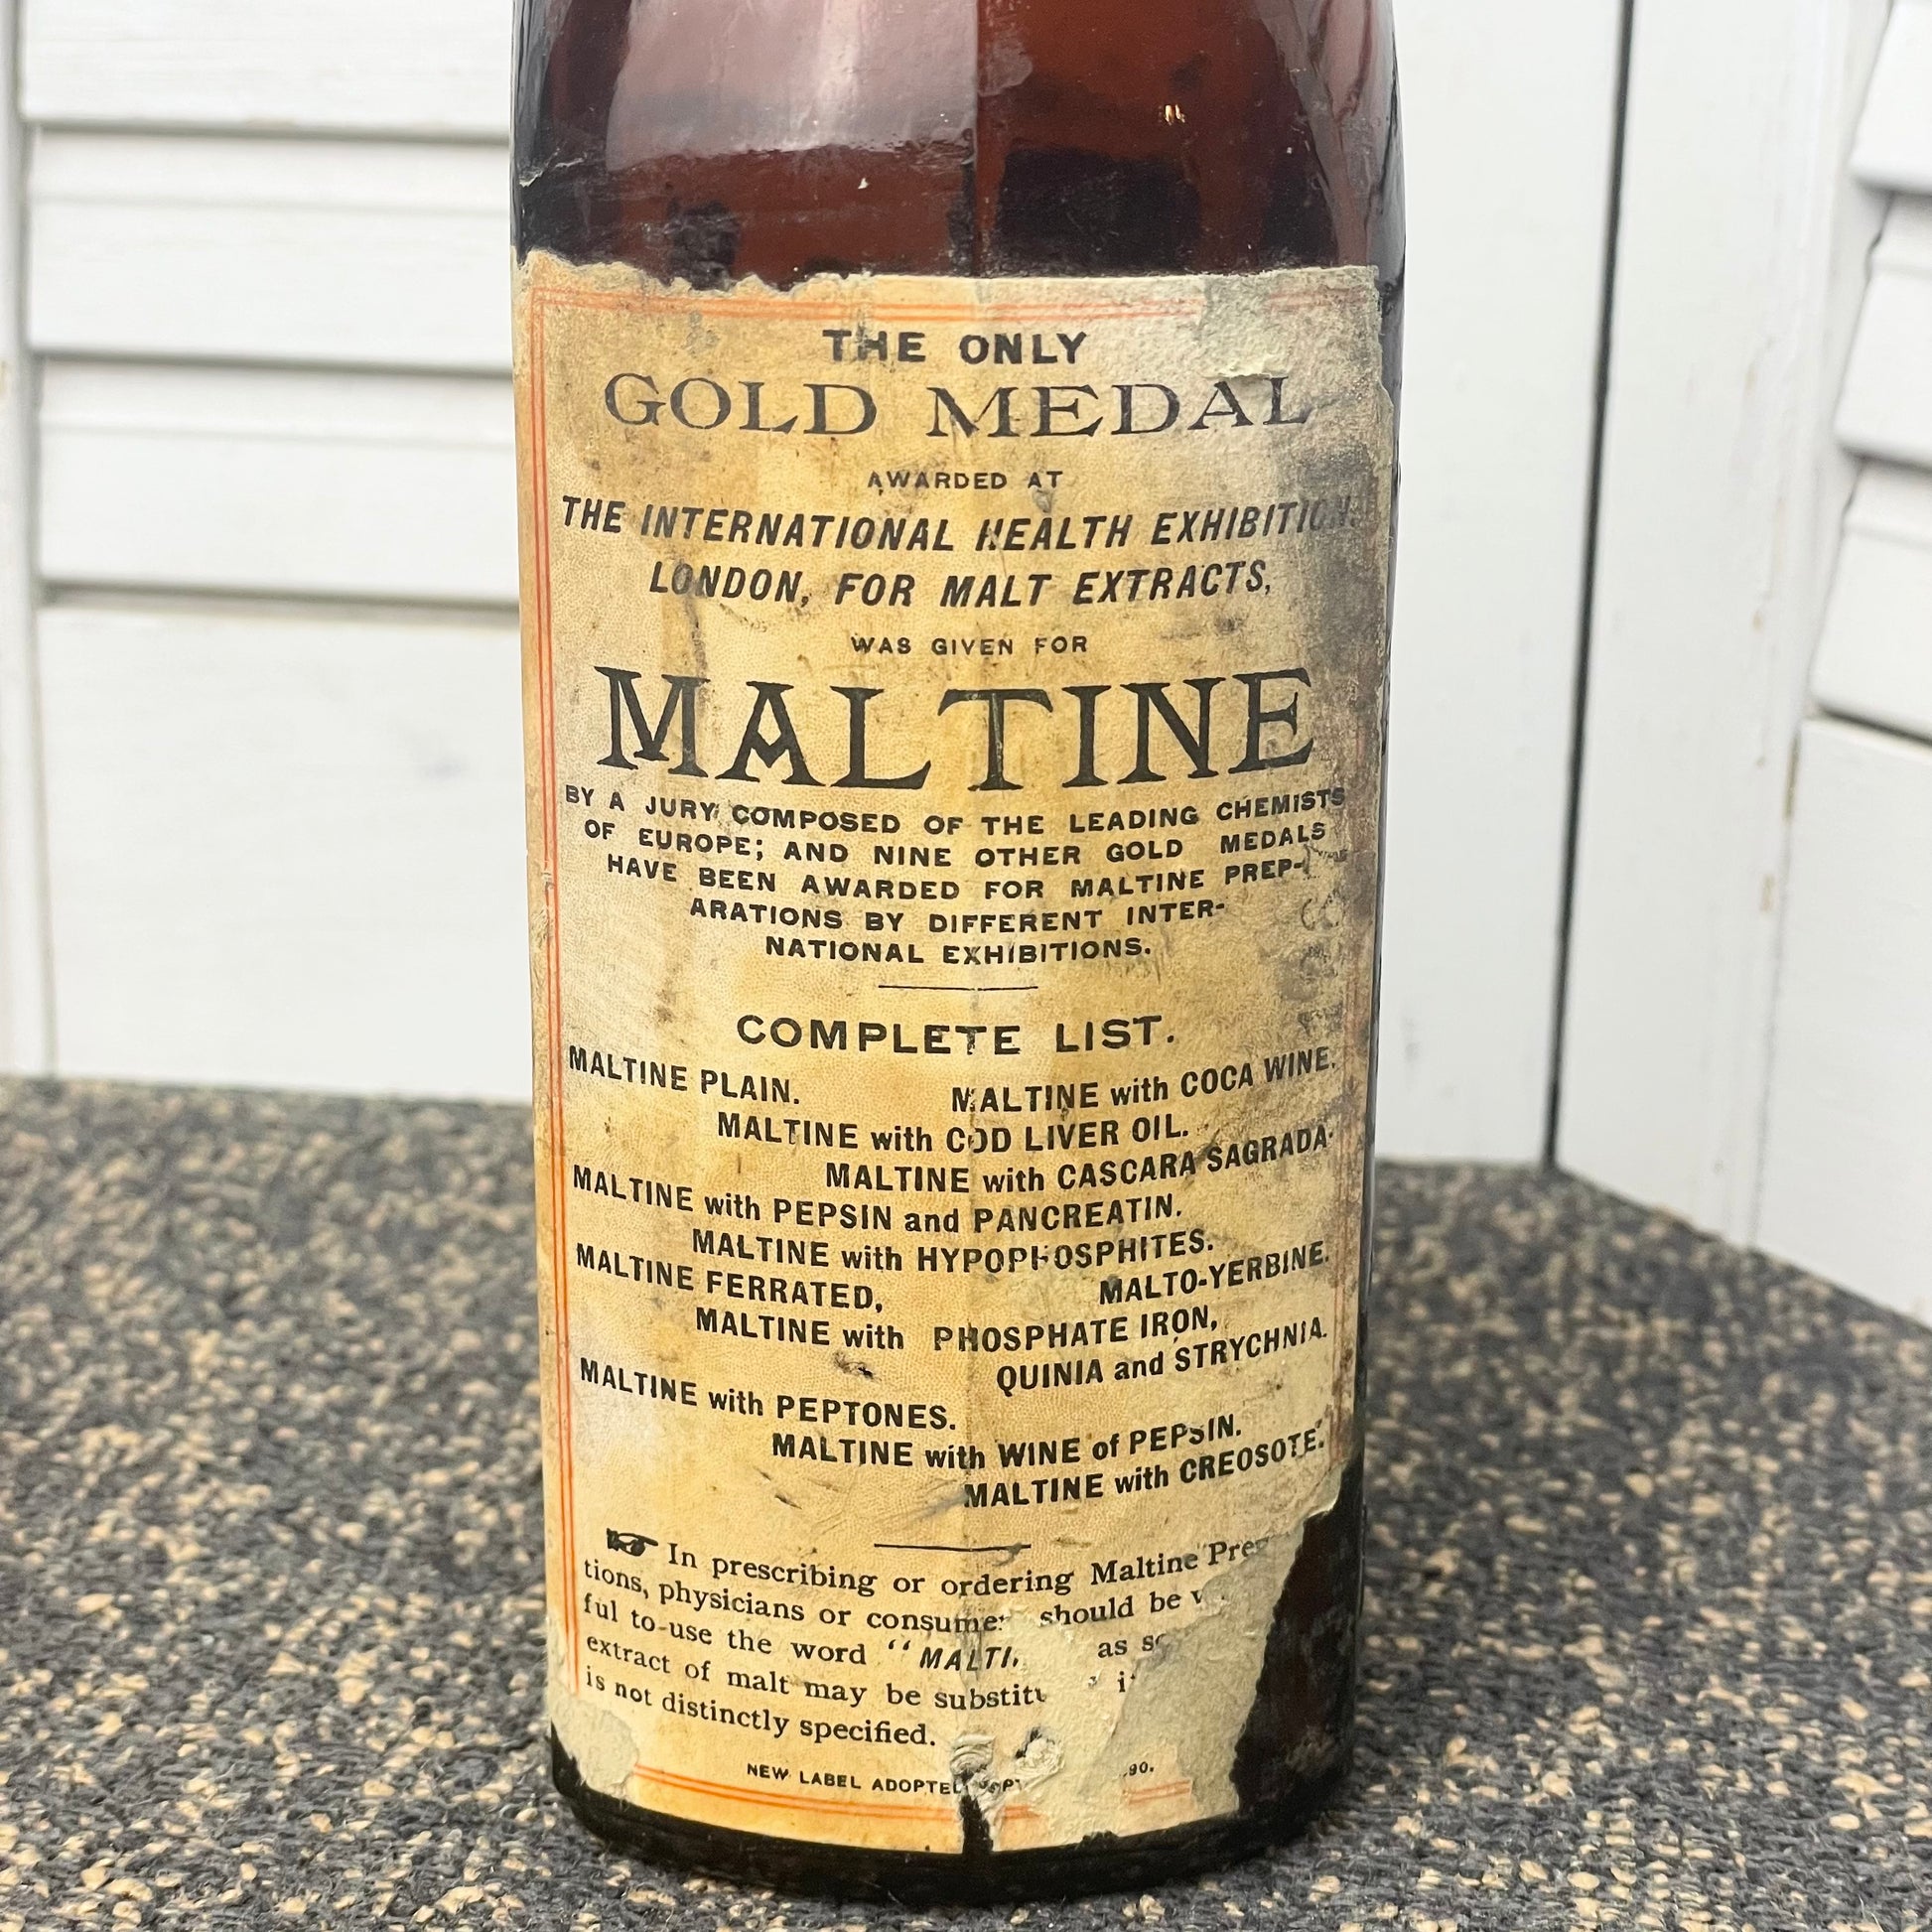 THE ONLY
GOLD MEDAL
AWARDED AT
THE INTERNATIONAL HEALTH EXHIBITION,
LONDON, FOR MALT EXTRACTS,
WAS GIVEN FOR
MALTINE
BY A JURY COMPOSED OF THE LEADING CHEMISTS
OF EUROPE; AND NINE OTHER GOLD MEDALS
HAVE BEEN AWARDED FOR MALTINE PREP-
ARATIONS BY DIFFERENT INTER-
NATIONAL EXHIBITIONS.
COMPLETE LIST.
MALTINE PLAIN. MALTINE with COCA WINE.
MALTINE with COD LIVER OIL.
MALTINE with CASCARA SAGRADA.
MALTINE with PEPSIN and PANCREATIN.
MALTINE with HYPOPHOSPHITES.
MALTINE FERRATED, MALTO-YERBINE.
MALTINE with PHOSPHATE IRON,
QUINIA and STRYCHNIA.
MALTINE with PEPTONES.
MALTINE with WINE of PEPSIN.
MALTINE with CREOSOTE.
☞ In prescribing or ordering Maltine
tions, physicians or should be
ful to use the word " as
extract of malt may be
is not distinctly specified.
NEW LABEL ADOPTED